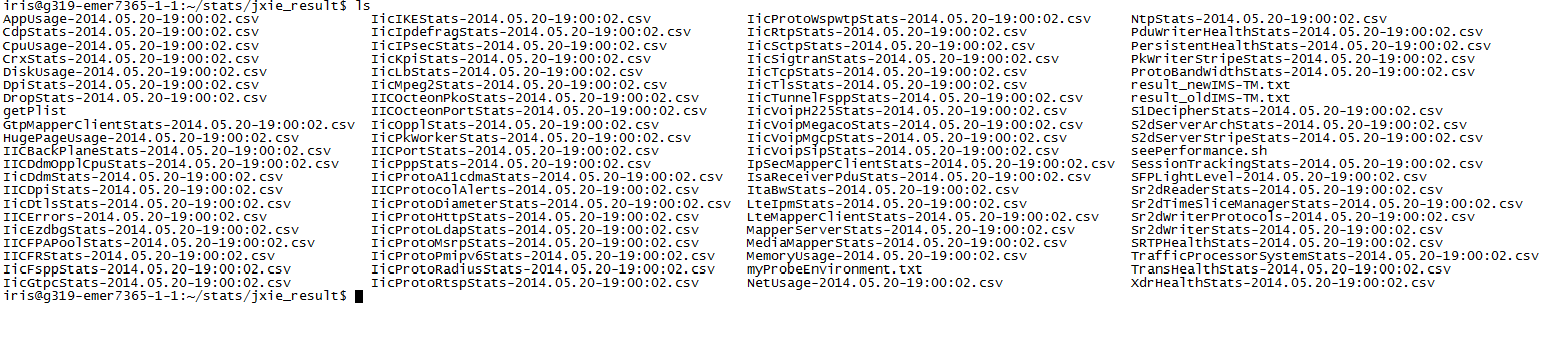 iris@g319-emer7365-1-1:~/stats/jxie_result$ ls
AppUsage-2014.05.20-19:00:02.csv IicIKEStats-2014.05.20-19:00:02.csv IicProtoWspwtpStats-2014.05.20-19:00:02.csv NtpStats-2014.05.20-19:00:02.csv
CdpStats-2014.05.20-19:00:02.csv IicIpdefragStats-2014.05.20-19:00:02.csv IicRtpStats-2014.05.20-19:00:02.csv PduWriterHealthStats-2014.05.20-19:00:02.csv
CpuUsage-2014.05.20-19:00:02.csv IicIPsecStats-2014.05.20-19:00:02.csv IicSctpStats-2014.05.20-19:00:02.csv PersistentHealthStats-2014.05.20-19:00:02.csv
CrxStats-2014.05.20-19:00:02.csv IicKpiStats-2014.05.20-19:00:02.csv IicSigtranStats-2014.05.20-19:00:02.csv PkWriterStripeStats-2014.05.20-19:00:02.csv
DiskUsage-2014.05.20-19:00:02.csv IicLbStats-2014.05.20-19:00:02.csv IicTcpStats-2014.05.20-19:00:02.csv ProtoBandWidthStats-2014.05.20-19:00:02.csv
DpiStats-2014.05.20-19:00:02.csv IicMpeg2Stats-2014.05.20-19:00:02.csv IicTlsStats-2014.05.20-19:00:02.csv result_newIMS-TM.txt
DropStats-2014.05.20-19:00:02.csv IICOcteonPkoStats-2014.05.20-19:00:02.csv IicTunnelFsppStats-2014.05.20-19:00:02.csv result_oldIMS-TM.txt
getPlist IICOcteonPortStats-2014.05.20-19:00:02.csv IicVoipH225Stats-2014.05.20-19:00:02.csv S1DecipherStats-2014.05.20-19:00:02.csv
GtpMapperClientStats-2014.05.20-19:00:02.csv IicOpplStats-2014.05.20-19:00:02.csv IicVoipMegacoStats-2014.05.20-19:00:02.csv S2dServerArchStats-2014.05.20-19:00:02.csv
HugePageUsage-2014.05.20-19:00:02.csv IicPkWorkerStats-2014.05.20-19:00:02.csv IicVoipMgcpStats-2014.05.20-19:00:02.csv S2dServerStripeStats-2014.05.20-19:00:02.csv
IICBackPlaneStats-2014.05.20-19:00:02.csv IICPortStats-2014.05.20-19:00:02.csv IicVoipSipStats-2014.05.20-19:00:02.csv seePerformance.sh
IICDdmOpplCpuStats-2014.05.20-19:00:02.csv IicPppStats-2014.05.20-19:00:02.csv IpSecMapperClientStats-2014.05.20-19:00:02.csv SessionTrackingStats-2014.05.20-19:00:02.csv
IicDdmStats-2014.05.20-19:00:02.csv IicProtoA11cdmaStats-2014.05.20-19:00:02.csv IsaReceiverPduStats-2014.05.20-19:00:02.csv SFPLightLevel-2014.05.20-19:00:02.csv
IICDpiStats-2014.05.20-19:00:02.csv IICProtocolAlerts-2014.05.20-19:00:02.csv ItaBwStats-2014.05.20-19:00:02.csv Sr2dReaderStats-2014.05.20-19:00:02.csv
IicDtlsStats-2014.05.20-19:00:02.csv IicProtoDiameterStats-2014.05.20-19:00:02.csv LteIpmStats-2014.05.20-19:00:02.csv Sr2dTimeSliceManagerStats-2014.05.20-19:00:02.csv
IICErrors-2014.05.20-19:00:02.csv IicProtoHttpStats-2014.05.20-19:00:02.csv LteMapperClientStats-2014.05.20-19:00:02.csv Sr2dWriterProtocols-2014.05.20-19:00:02.csv
IicEzdbgStats-2014.05.20-19:00:02.csv IicProtoLdapStats-2014.05.20-19:00:02.csv MapperServerStats-2014.05.20-19:00:02.csv Sr2dWriterStats-2014.05.20-19:00:02.csv
IICFPAPoolStats-2014.05.20-19:00:02.csv IicProtoMsrpStats-2014.05.20-19:00:02.csv MediaMapperStats-2014.05.20-19:00:02.csv SRTPHealthStats-2014.05.20-19:00:02.csv
IICFRStats-2014.05.20-19:00:02.csv IicProtoPmipv6Stats-2014.05.20-19:00:02.csv MemoryUsage-2014.05.20-19:00:02.csv TrafficProcessorSystemStats-2014.05.20-19:00:02.csv
IicFsppStats-2014.05.20-19:00:02.csv IicProtoRadiusStats-2014.05.20-19:00:02.csv myProbeEnvironment.txt TransHealthStats-2014.05.20-19:00:02.csv
IicGtpcStats-2014.05.20-19:00:02.csv IicProtoRtspStats-2014.05.20-19:00:02.csv NetUsage-2014.05.20-19:00:02.csv XdrHealthStats-2014.05.20-19:00:02.csv
iris@g319-emer7365-1-1:~/stats/jxie_result$